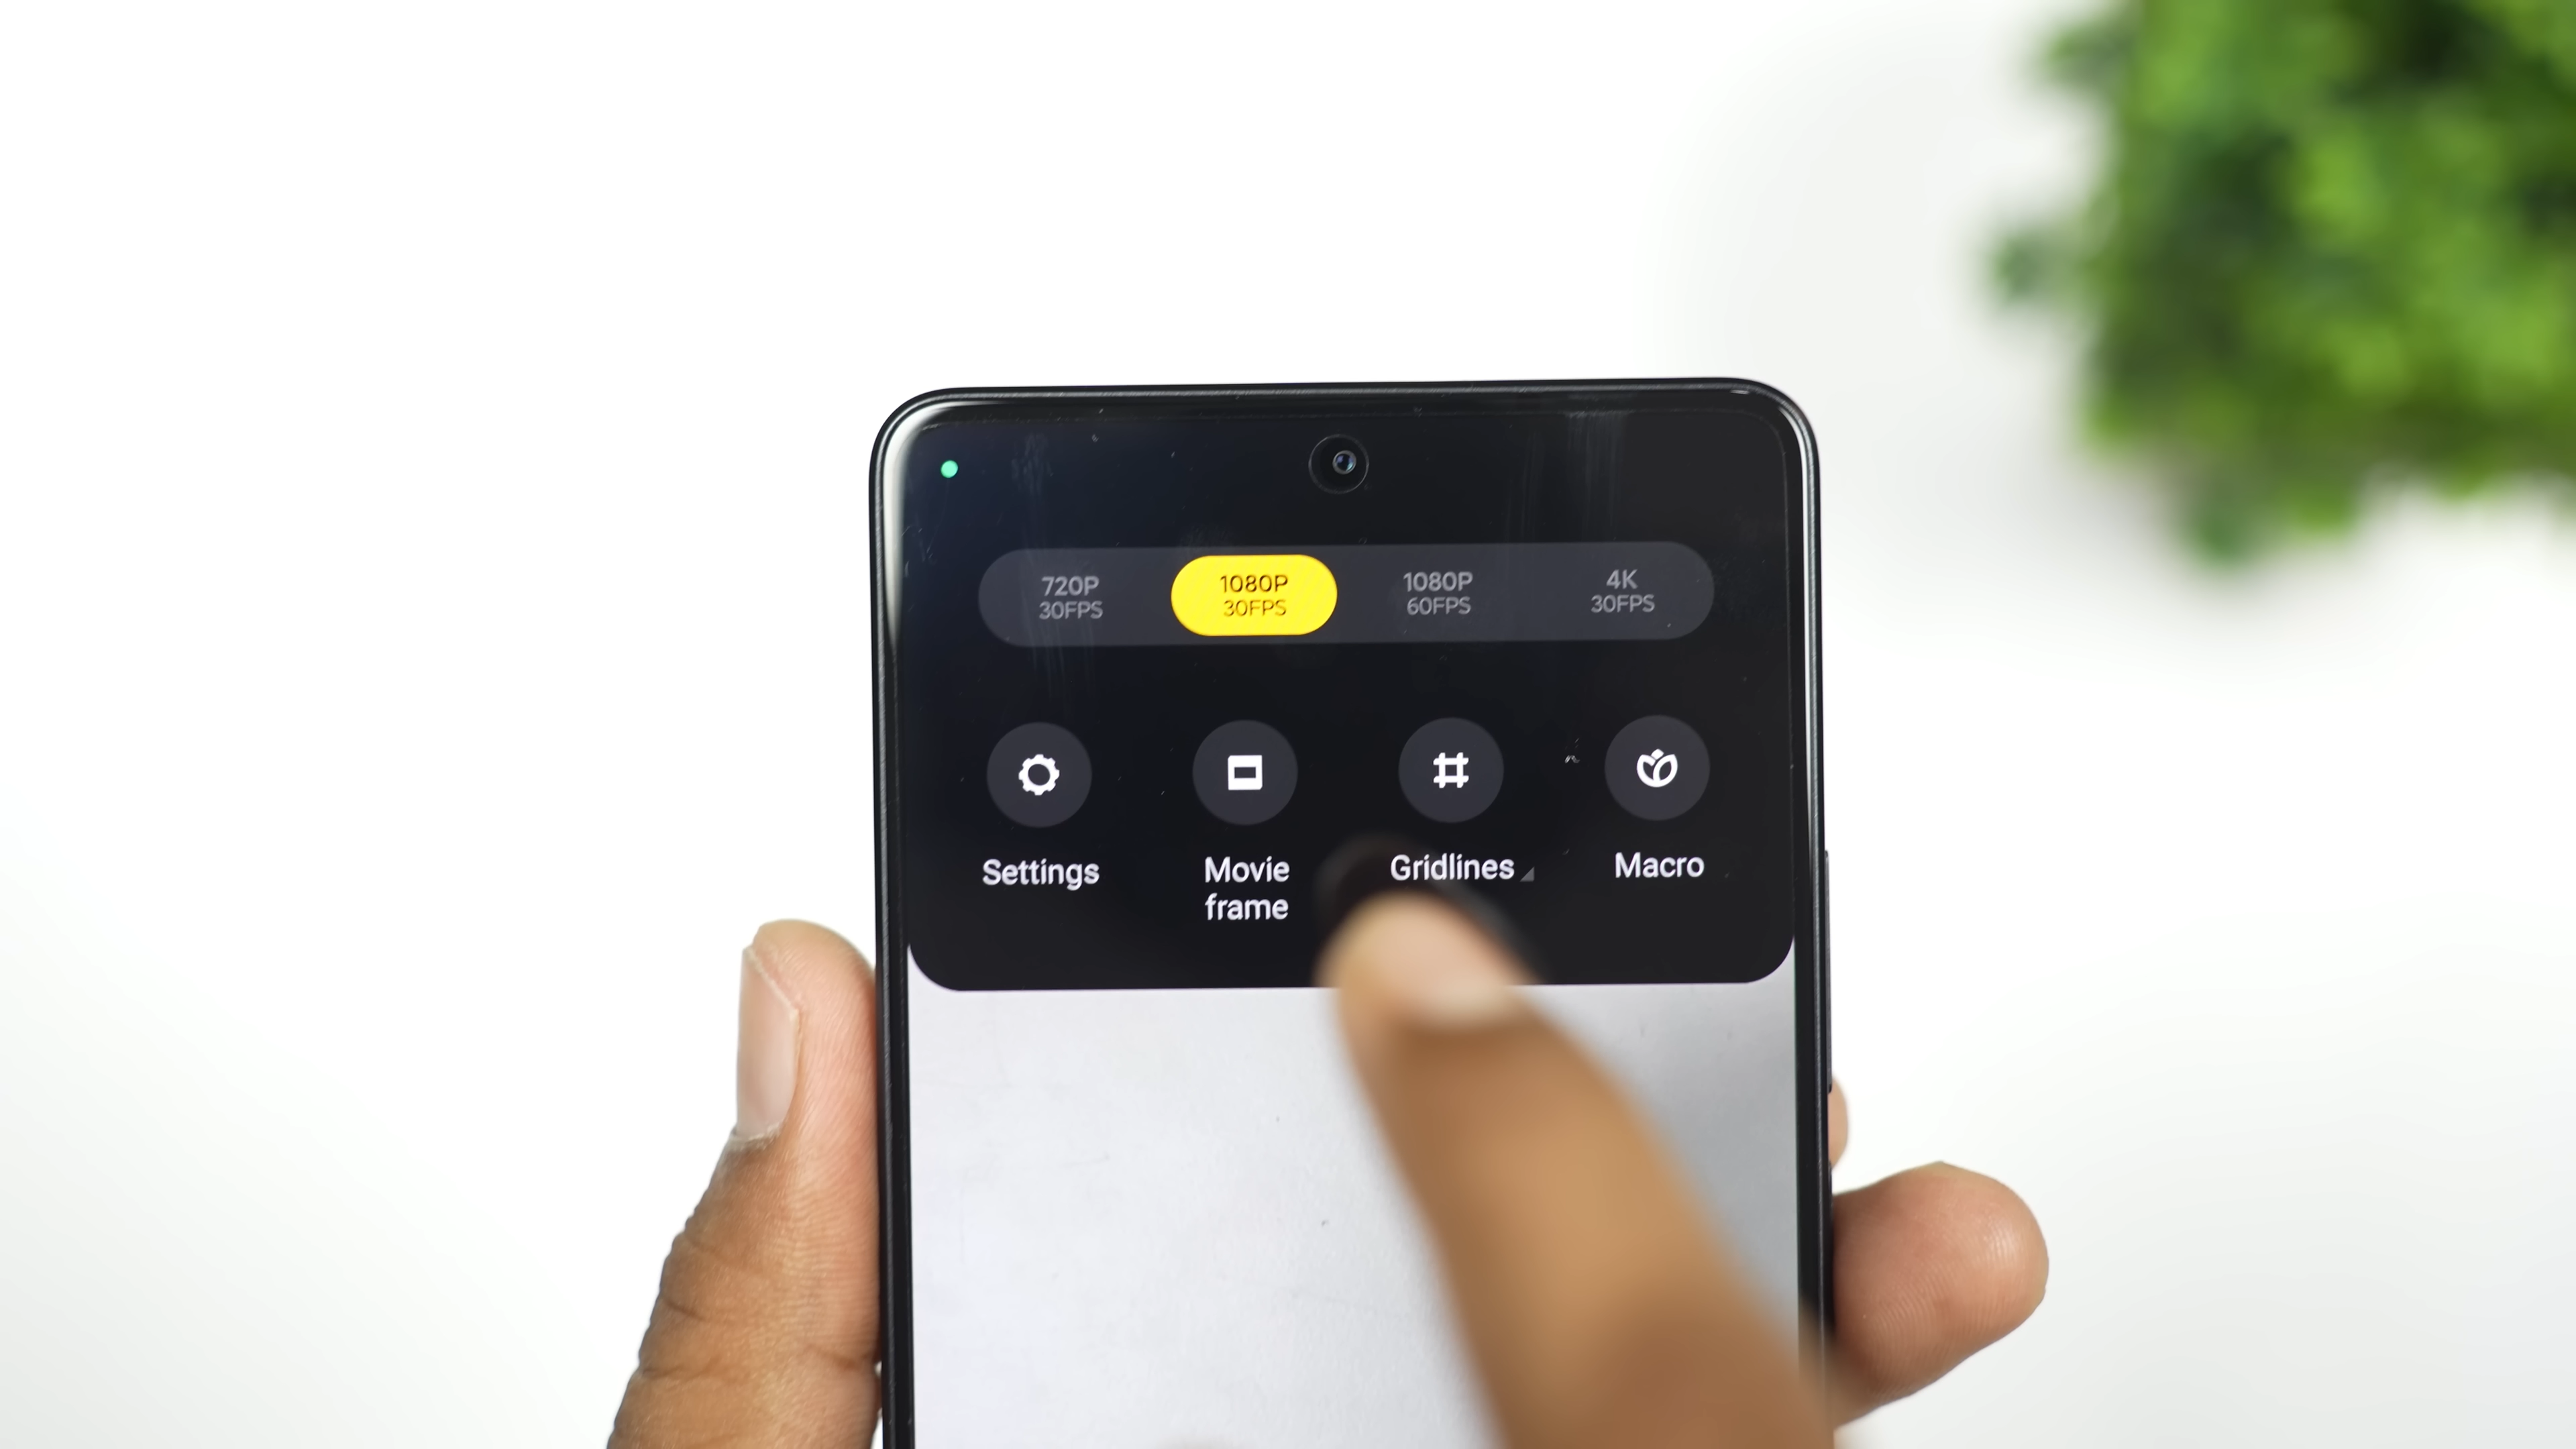 720P
30FPS
1080P
30FPS
1080P
60FPS
4K
30FPS
Settings
Movie
frame
Gridlines
Macro